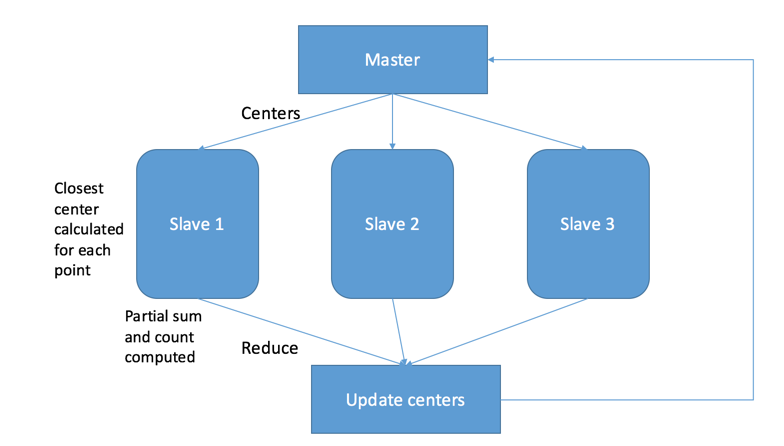 Master
Centers
Closest
center
calculated
for each
point
Slave 1
Slave 2
Slave 3
Partial sum
and count
computed
Reduce
Update centers